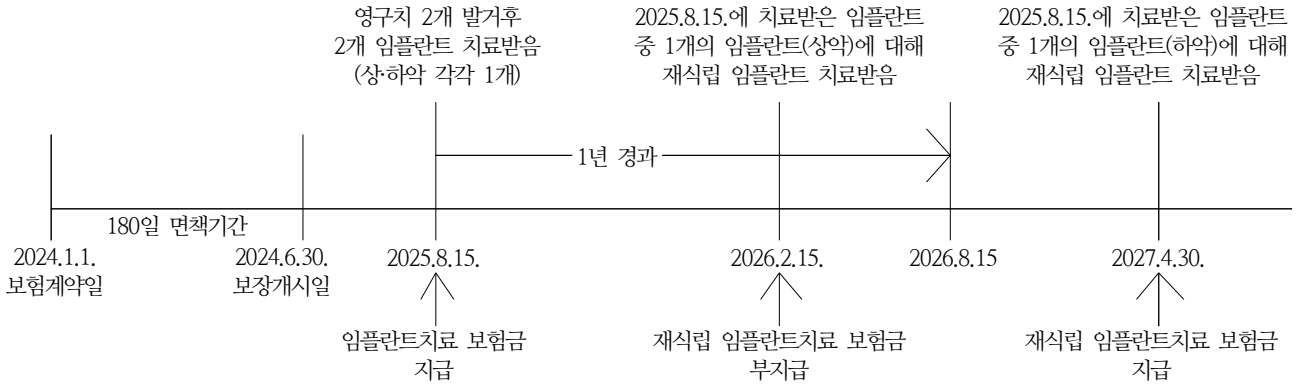 영구치 2개 발거후
2개 임플란트 치료받음
(상·하악 각각 1개)
2025.8.15.에 치료받은 임플란트
중 1개의 임플란트(상악)에 대해
재식립 임플란트 치료받음
2025.8.15.에 치료받은 임플란트
중 1개의 임플란트(하악)에 대해
재식립 임플란트 치료받음
1년 경과
180일 면책기간
2024.1.1.
보험계약일
2024.6.30.
보장개시일
2025.8.15.
2026.2.15.
2026.8.15
2027.4.30.
임플란트치료 보험금
지급
재식립 임플란트치료 보험금
부지급
재식립 임플란트치료 보험금
지급